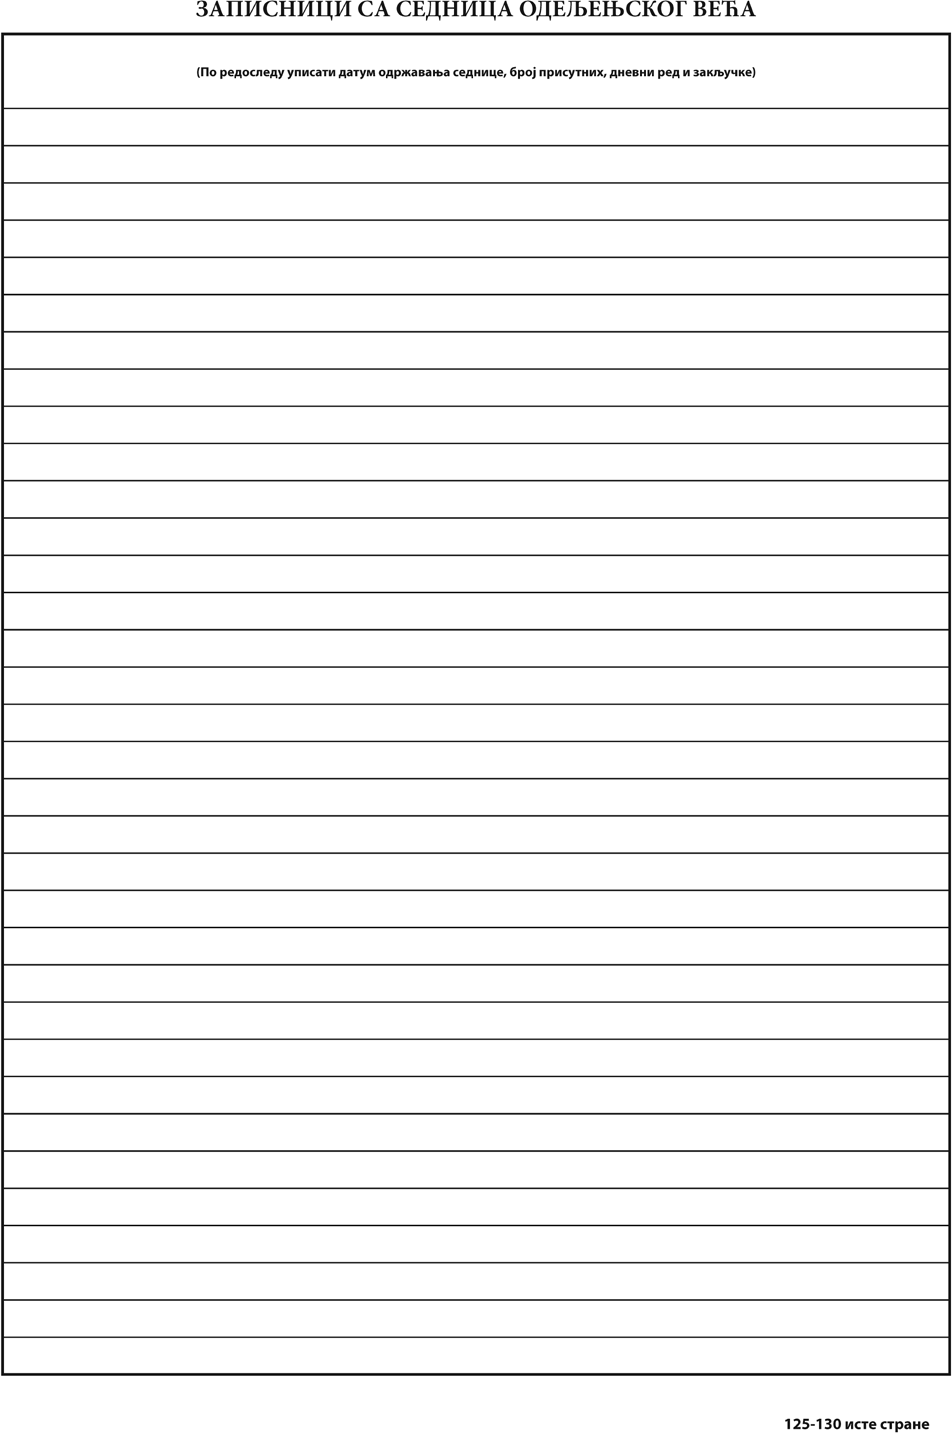 ЗАПИСНИЦИ СА СЕДНИЦА ОДЕЉЕЊСКОГ ВЕЋА
(По редоследу уписати датум одржавања седнице, број присутних, дневни ред и закључке)
125-130 исте стране